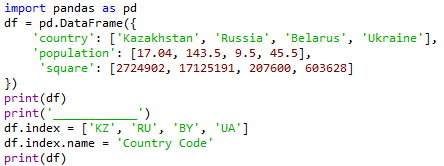 import pandas as pd
df = pd.DataFrame({
    'country': ['Kazakhstan', 'Russia', 'Belarus', 'Ukraine'],
    'population': [17.04, 143.5, 9.5, 45.5],
     'square': [2724902, 17125191, 207600, 603628]
})
print(df)
print('____________')
df.index = ['KZ', 'RU', 'BY', 'UA']
df.index.name = 'Country Code'
print(df)